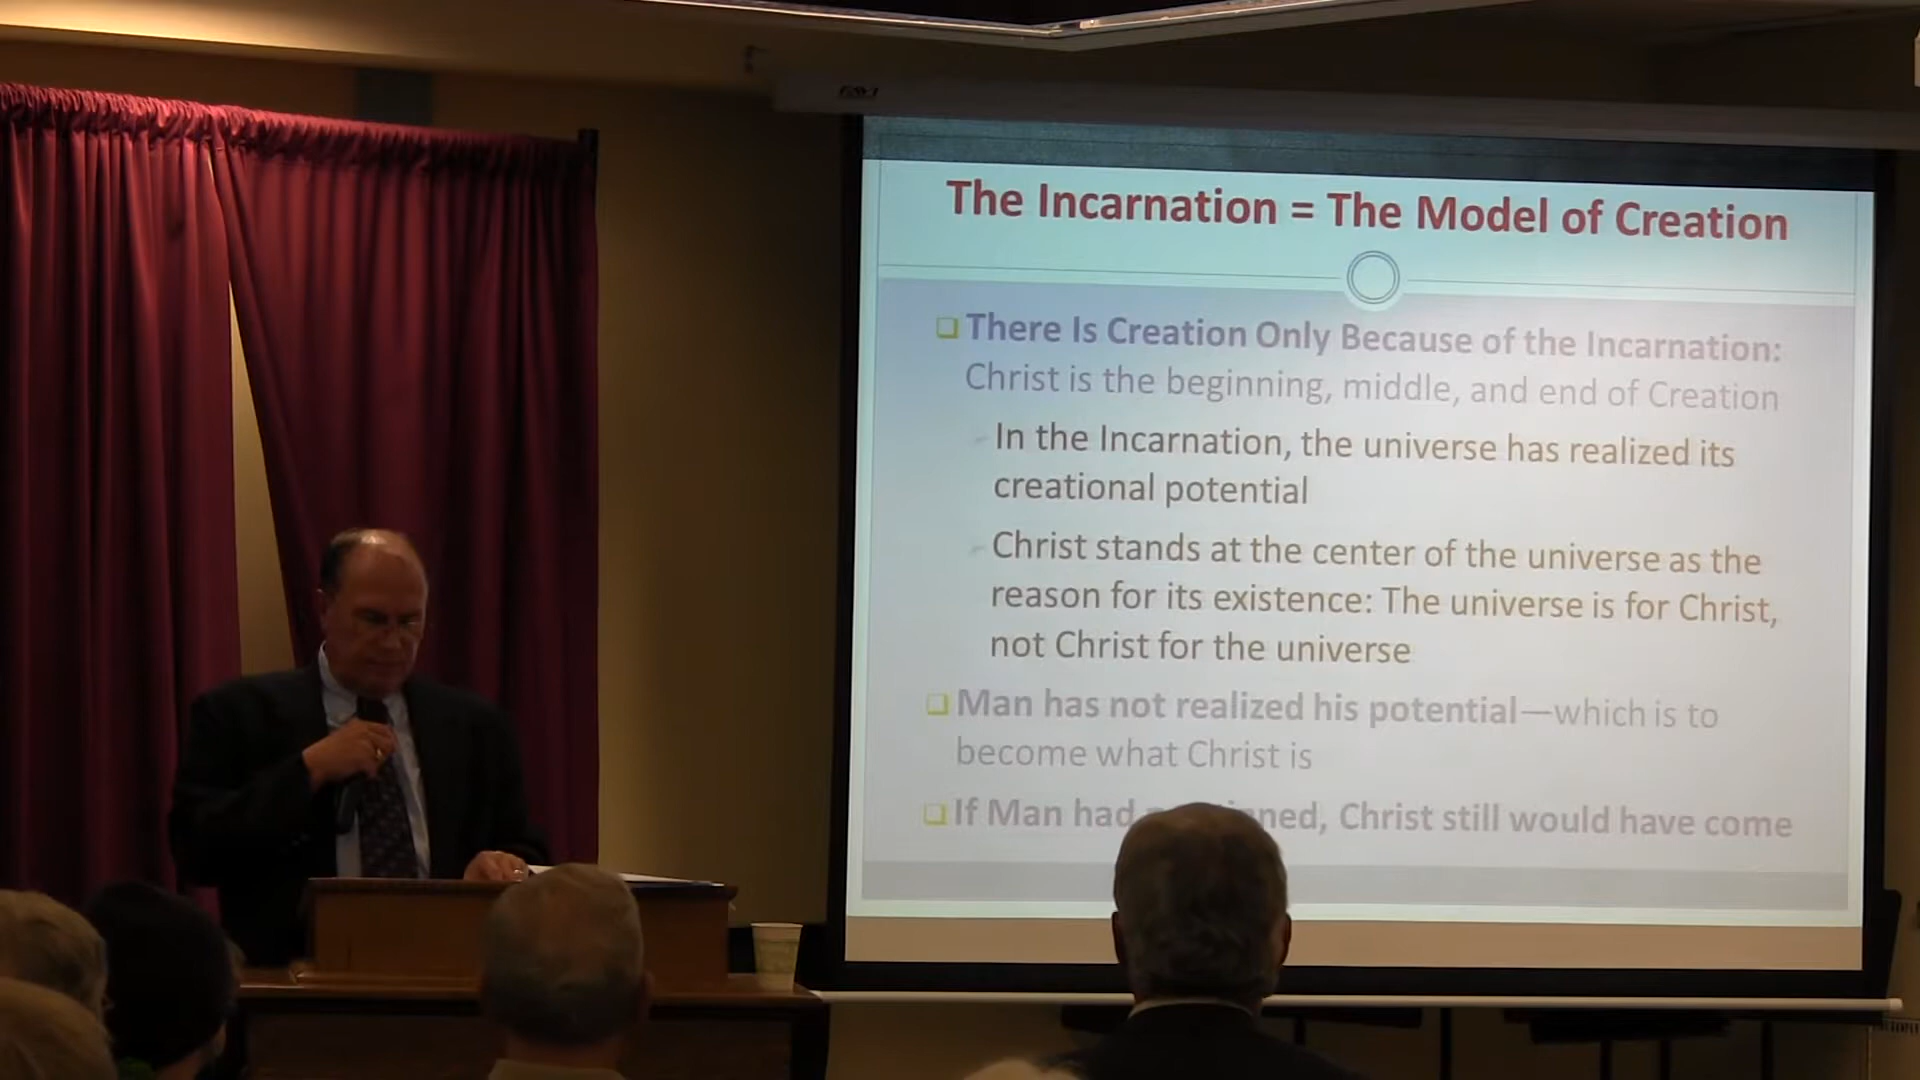 The Incarnation = The Model of Creation
There Is Creation Only Because of the Incarnation:
Christ is the beginning, middle, and end of Creation
In the Incarnation, the universe has realized its
creational potential
Christ stands at the center of the universe as the
reason for its existence: The universe is for Christ,
not Christ for the universe
Man has not realized his potential—which is to
become what Christ is
If Man had nned, Christ still would have come